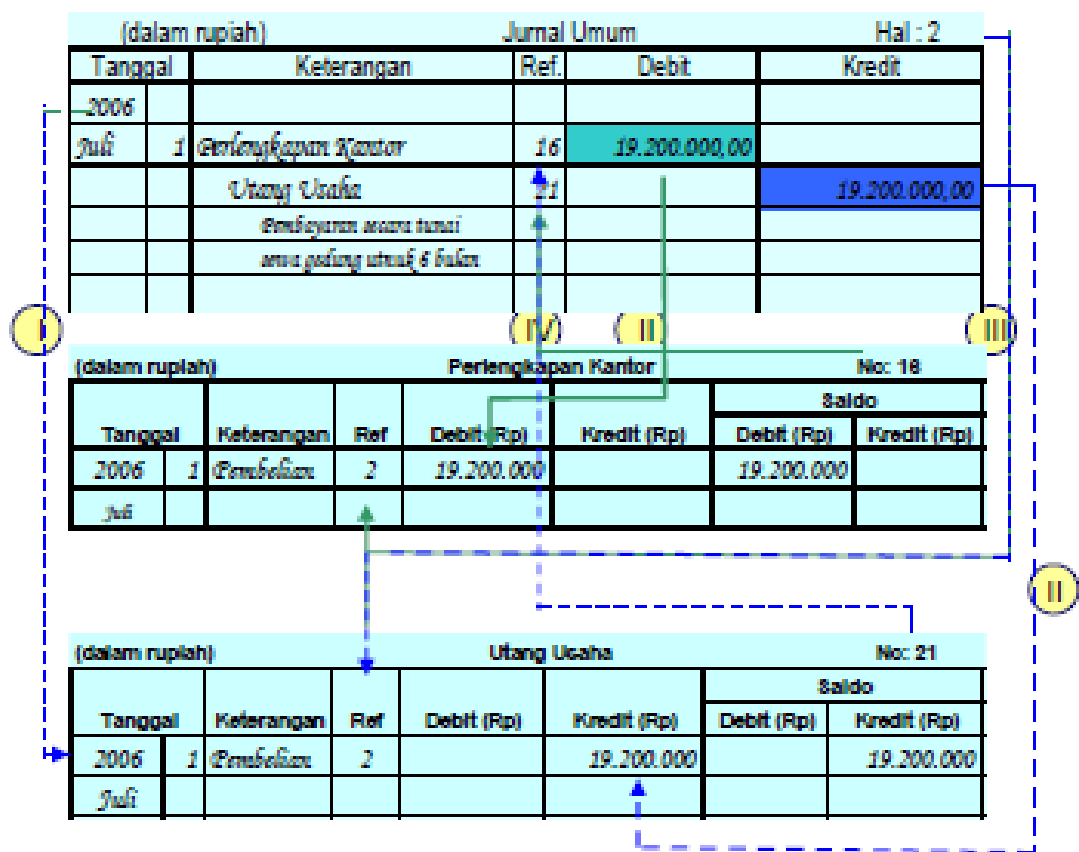 (dalam rupiah) Jurnal Umum Hal : 2
Tanggal Keterangan Ref. Debit Kredit
2006
Juli 1 Perlengkapan Kantor 16 19.200.000,00
Utang Usaha 21 19.200.000,00
Pembayaran secara tunai
sewa gedung utnuk 6 bulan
I (IV) (II) (III)
(dalam rupiah) Perlengkapan Kantor No: 16
Saldo
Tanggal Keterangan Ref Debit (Rp) Kredit (Rp) Debit (Rp) Kredit (Rp)
2006 1 Pembelian 2 19.200.000 19.200.000
Juli
II
(dalam rupiah) Utang Usaha No: 21
Saldo
Tanggal Keterangan Ref Debit (Rp) Kredit (Rp) Debit (Rp) Kredit (Rp)
2006 1 Pembelian 2 19.200.000 19.200.000
Juli